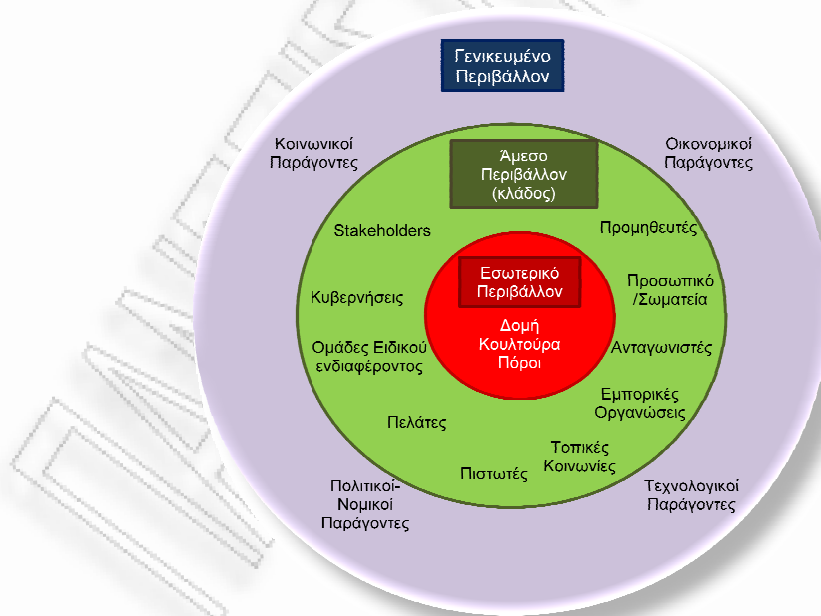 Γενικευμένο
Περιβάλλον
Κοινωνικοί
Παράγοντες
Οικονομικοί
Παράγοντες
Άμεσο
Περιβάλλον
(κλάδος)
Stakeholders
Προμηθευτές
Εσωτερικό
Περιβάλλον
Προσωπικό
/Σωματεία
Κυβερνήσεις
Δομή
Κουλτούρα
Πόροι
Ομάδες Ειδικού
ενδιαφέροντος
Ανταγωνιστές
Εμπορικές
Οργανώσεις
Πελάτες
Τοπικές
Κοινωνίες
Πιστωτές
Πολιτικοί-
Νομικοί
Παράγοντες
Τεχνολογικοί
Παράγοντες